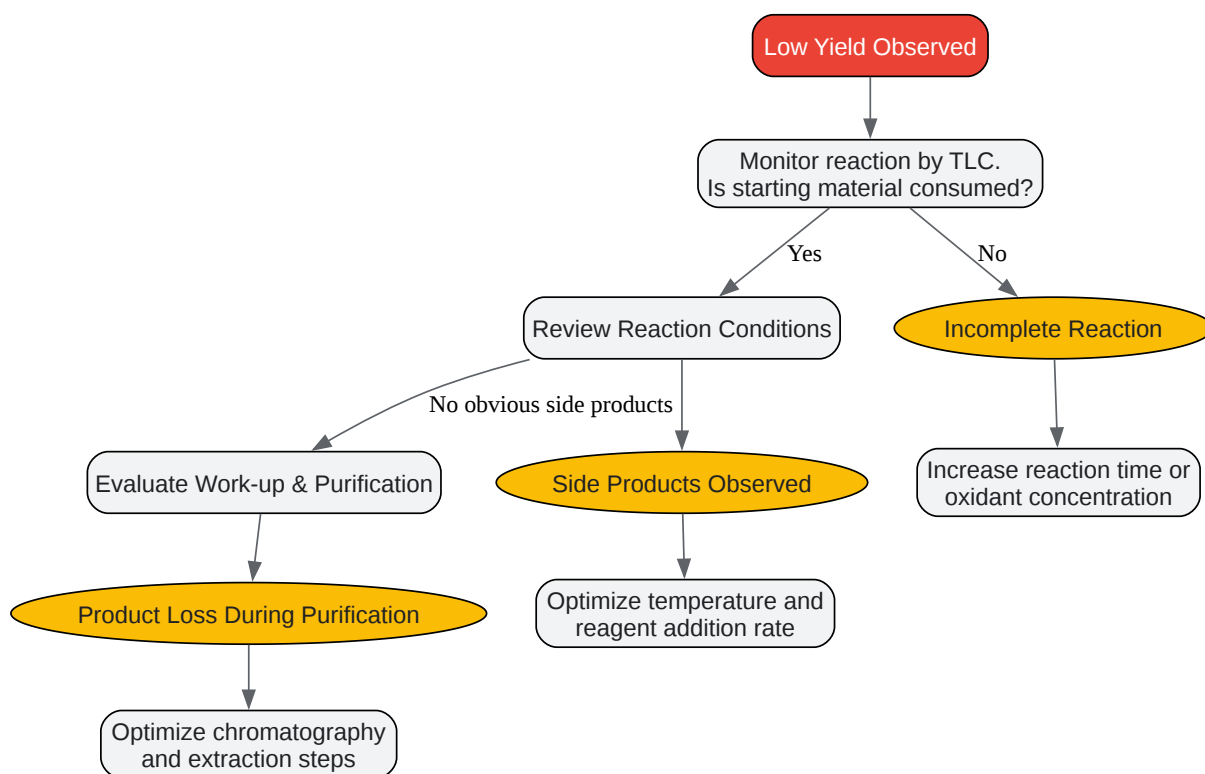 Low Yield Observed
Monitor reaction by TLC.
Is starting material consumed?
Yes
No
Review Reaction Conditions
Incomplete Reaction
No obvious side products
Evaluate Work-up & Purification
Side Products Observed
Increase reaction time or
oxidant concentration
Product Loss During Purification
Optimize temperature and
reagent addition rate
Optimize chromatography
and extraction steps